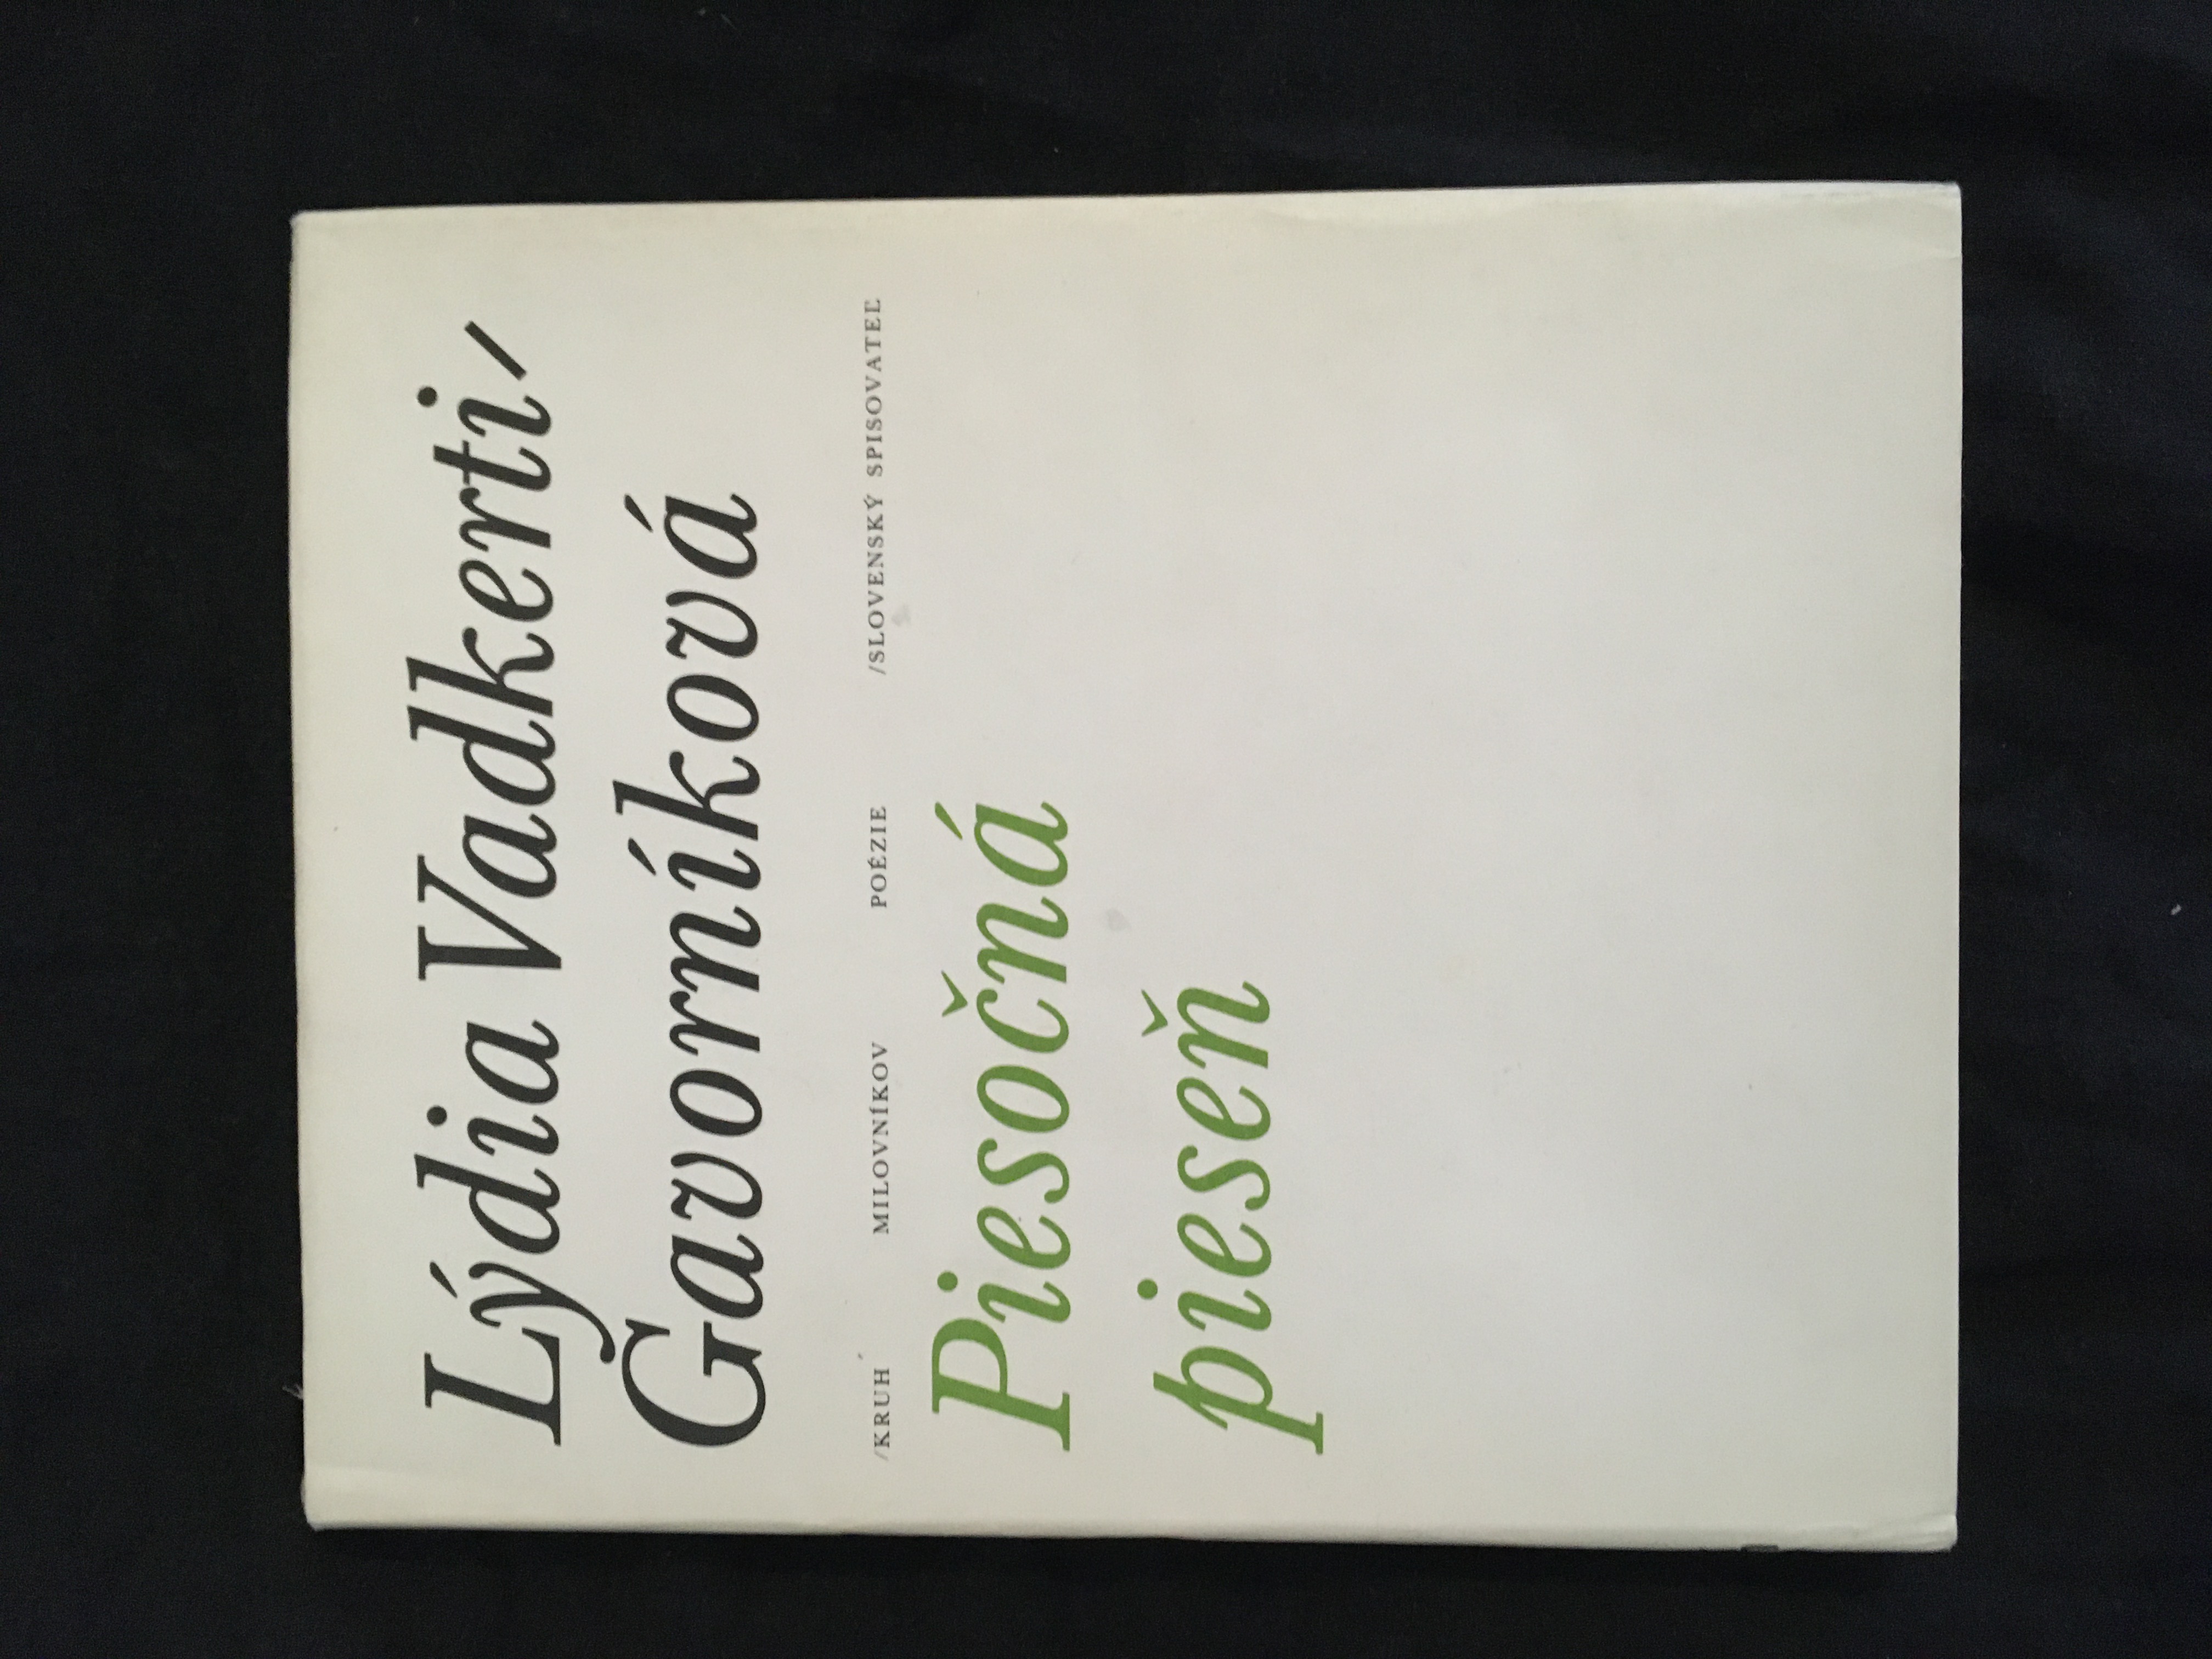 Lýdia Vadkerti/
Gavorníková
/KRUH MILOVNÍKOV POÉZIE /SLOVENSKÝ SPISOVATEĽ
Piesočná
pieseň